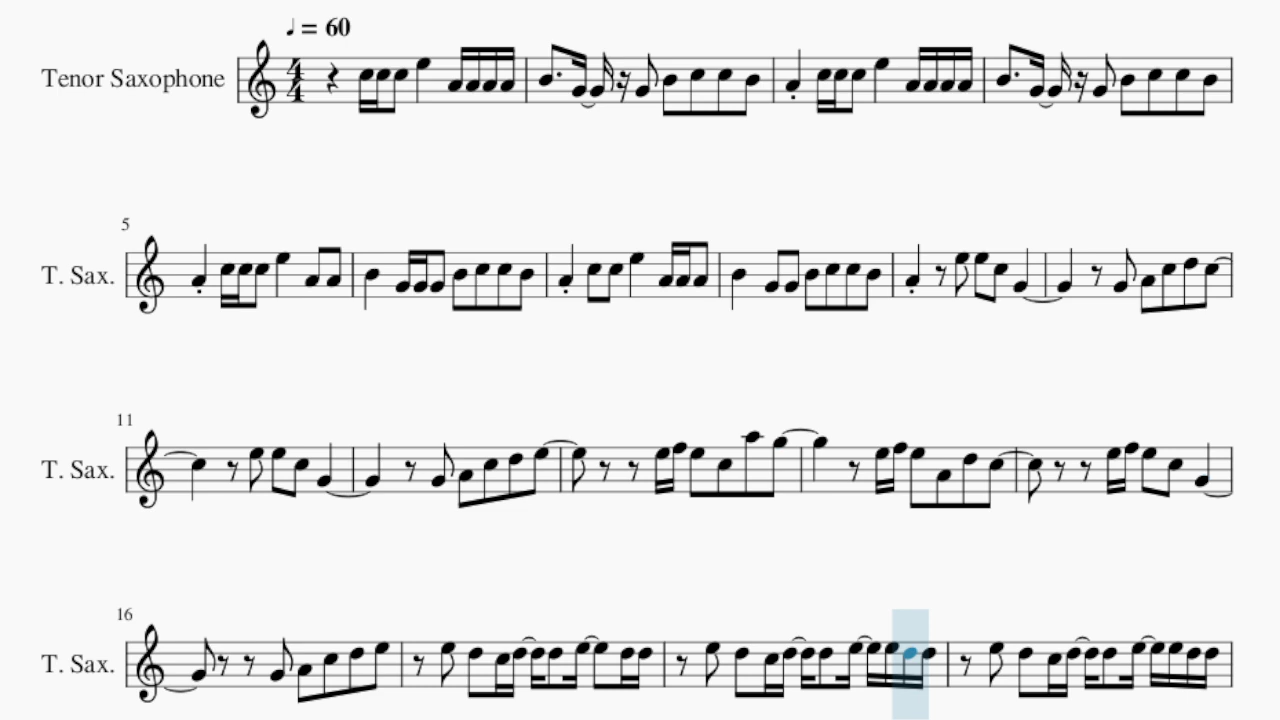 ♩ = 60
Tenor Saxophone
4
4
5
T. Sax.
11
T. Sax.
16
T. Sax.